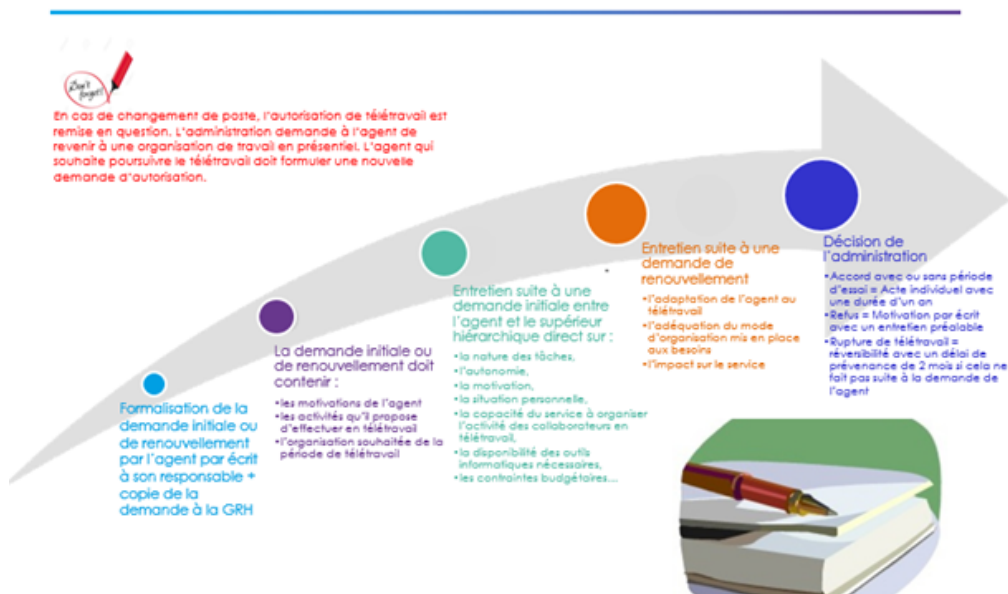 Don't
forget!
En cas de changement de poste, l'autorisation de télétravail est
remise en question. L'administration demande à l'agent de
revenir à une organisation de travail en présentiel. L'agent qui
souhaite poursuivre le télétravail doit formuler une nouvelle
demande d'autorisation.
Formalisation de la
demande initiale ou
de renouvellement
par l'agent par écrit
à son responsable +
copie de la
demande à la GRH
La demande initiale ou
de renouvellement doit
contenir :
•les motivations de l'agent
•les activités qu'il propose
d'effectuer en télétravail
•l'organisation souhaitée de la
période de télétravail
Entretien suite à une
demande initiale entre
l'agent et le supérieur
hiérarchique direct sur :
•la nature des tâches,
•l'autonomie,
•la motivation,
•la situation personnelle,
•la capacité du service à organiser
l'activité des collaborateurs en
télétravail,
•la disponibilité des outils
informatiques nécessaires,
•les contraintes budgétaires...
Entretien suite à une
demande de
renouvellement
•l'adaptation de l'agent au
télétravail
•l'adéquation du mode
d'organisation mis en place
aux besoins
•l'impact sur le service
Décision de
l'administration
•Accord avec ou sans période
d'essai = Acte individuel avec
une durée d'un an
•Refus = Motivation par écrit
avec un entretien préalable
•Rupture de télétravail =
réversibilité avec un délai de
prévenance de 2 mois si cela ne
fait pas suite à la demande de
l'agent